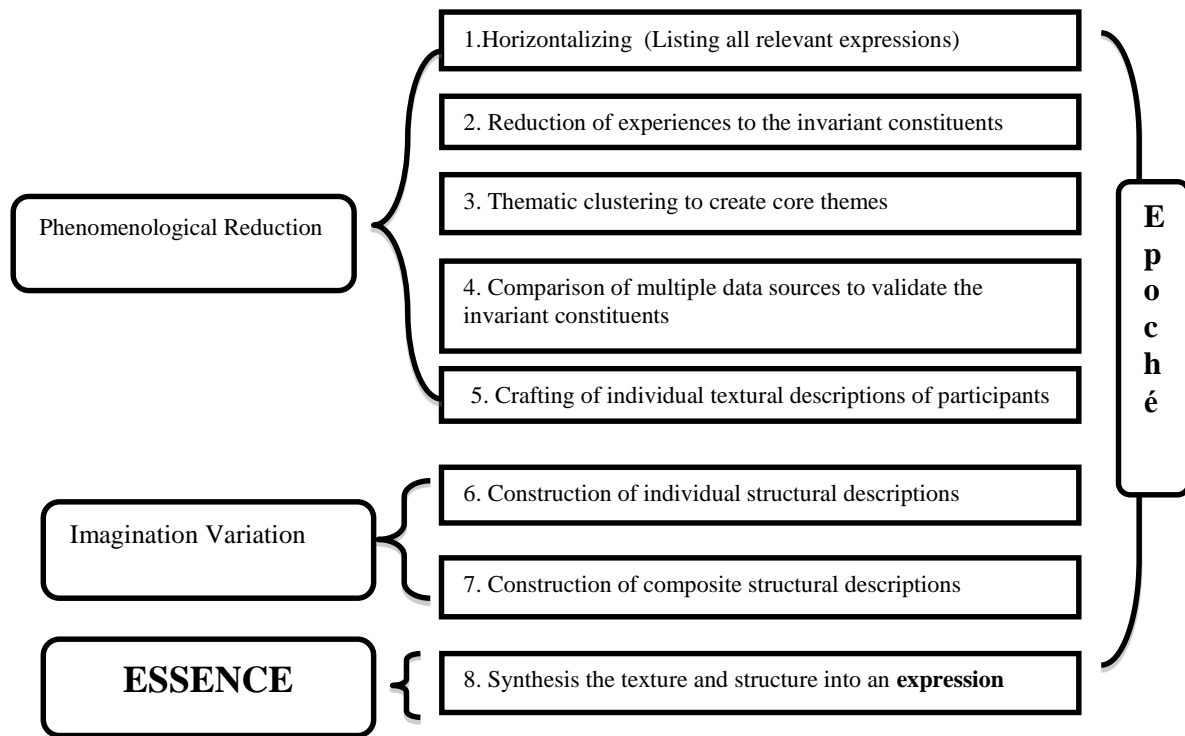 1.Horizontalizing (Listing all relevant expressions)
2. Reduction of experiences to the invariant constituents
3. Thematic clustering to create core themes
Phenomenological Reduction
4. Comparison of multiple data sources to validate the
invariant constituents
5. Crafting of individual textural descriptions of participants
6. Construction of individual structural descriptions
Imagination Variation
7. Construction of composite structural descriptions
ESSENCE
8. Synthesis the texture and structure into an expression
E
p
o
c
h
é